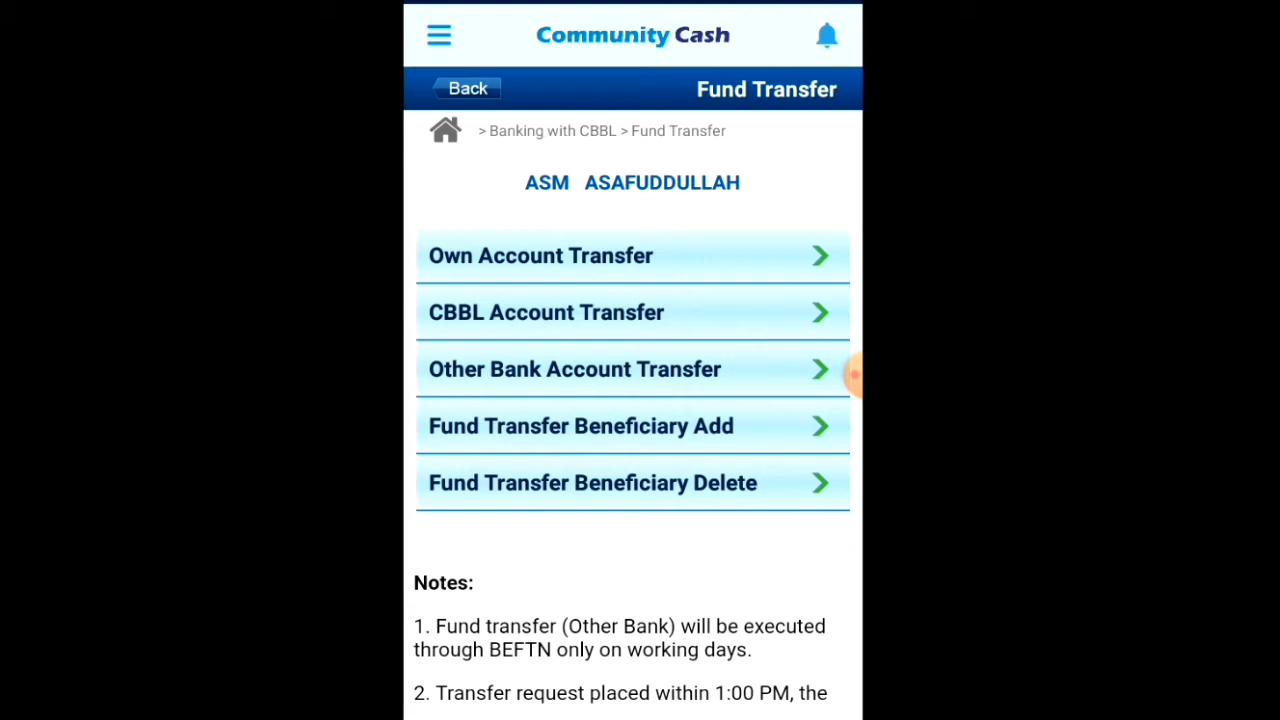 Community Cash
Back
Fund Transfer
> Banking with CBBL > Fund Transfer
ASM ASAFUDDULLAH
Own Account Transfer
CBBL Account Transfer
Other Bank Account Transfer
Fund Transfer Beneficiary Add
Fund Transfer Beneficiary Delete
Notes:
1. Fund transfer (Other Bank) will be executed
through BEFTN only on working days.
2. Transfer request placed within 1:00 PM, the